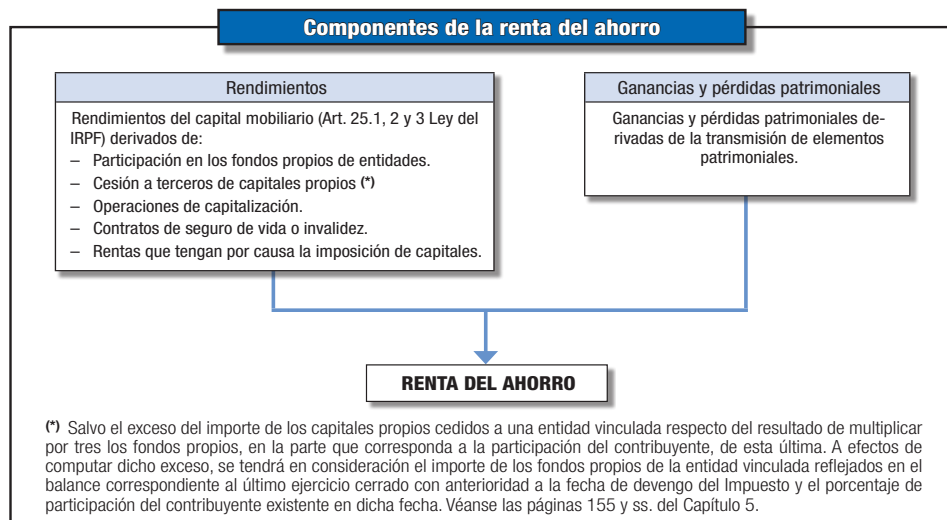 Componentes de la renta del ahorro
Rendimientos
Rendimientos del capital mobiliario (Art. 25.1, 2 y 3 Ley del
IRPF) derivados de:
– Participación en los fondos propios de entidades.
– Cesión a terceros de capitales propios (*)
– Operaciones de capitalización.
– Contratos de seguro de vida o invalidez.
– Rentas que tengan por causa la imposición de capitales.
Ganancias y pérdidas patrimoniales
Ganancias y pérdidas patrimoniales de-
rivadas de la transmisión de elementos
patrimoniales.
RENTA DEL AHORRO
(*) Salvo el exceso del importe de los capitales propios cedidos a una entidad vinculada respecto del resultado de multiplicar
por tres los fondos propios, en la parte que corresponda a la participación del contribuyente, de esta última. A efectos de
computar dicho exceso, se tendrá en consideración el importe de los fondos propios de la entidad vinculada reflejados en el
balance correspondiente al último ejercicio cerrado con anterioridad a la fecha de devengo del Impuesto y el porcentaje de
participación del contribuyente existente en dicha fecha. Véanse las páginas 155 y ss. del Capítulo 5.